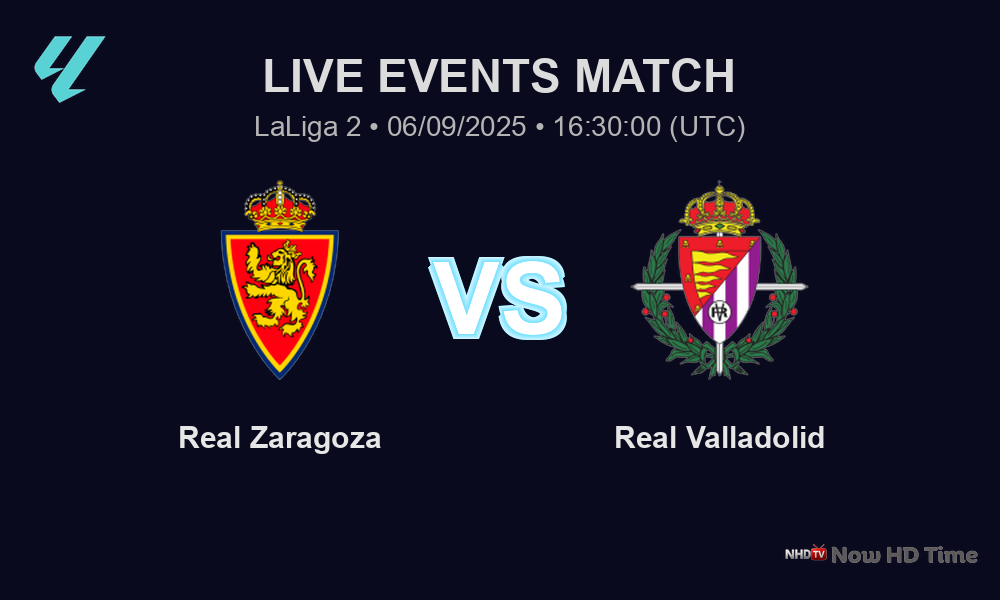 LIVE EVENTS MATCH
LaLiga 2 • 06/09/2025 • 16:30:00 (UTC)
VS
Real Zaragoza
Real Valladolid
NHDTV Now HD Time